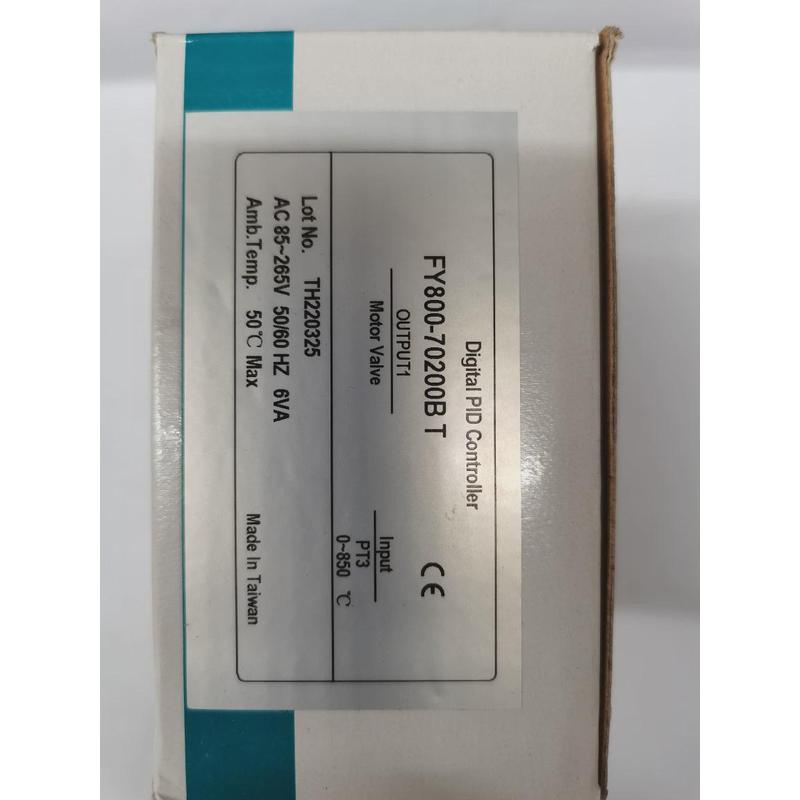 Digital PID Controller
FY800-70200BT
CE
OUTPUT1
Motor Valve
Input
PT3
0~850 ℃
Lot No. TH220325
AC 85~265V 50/60 HZ 6VA
Amb.Temp. 50℃ Max
Made In Taiwan